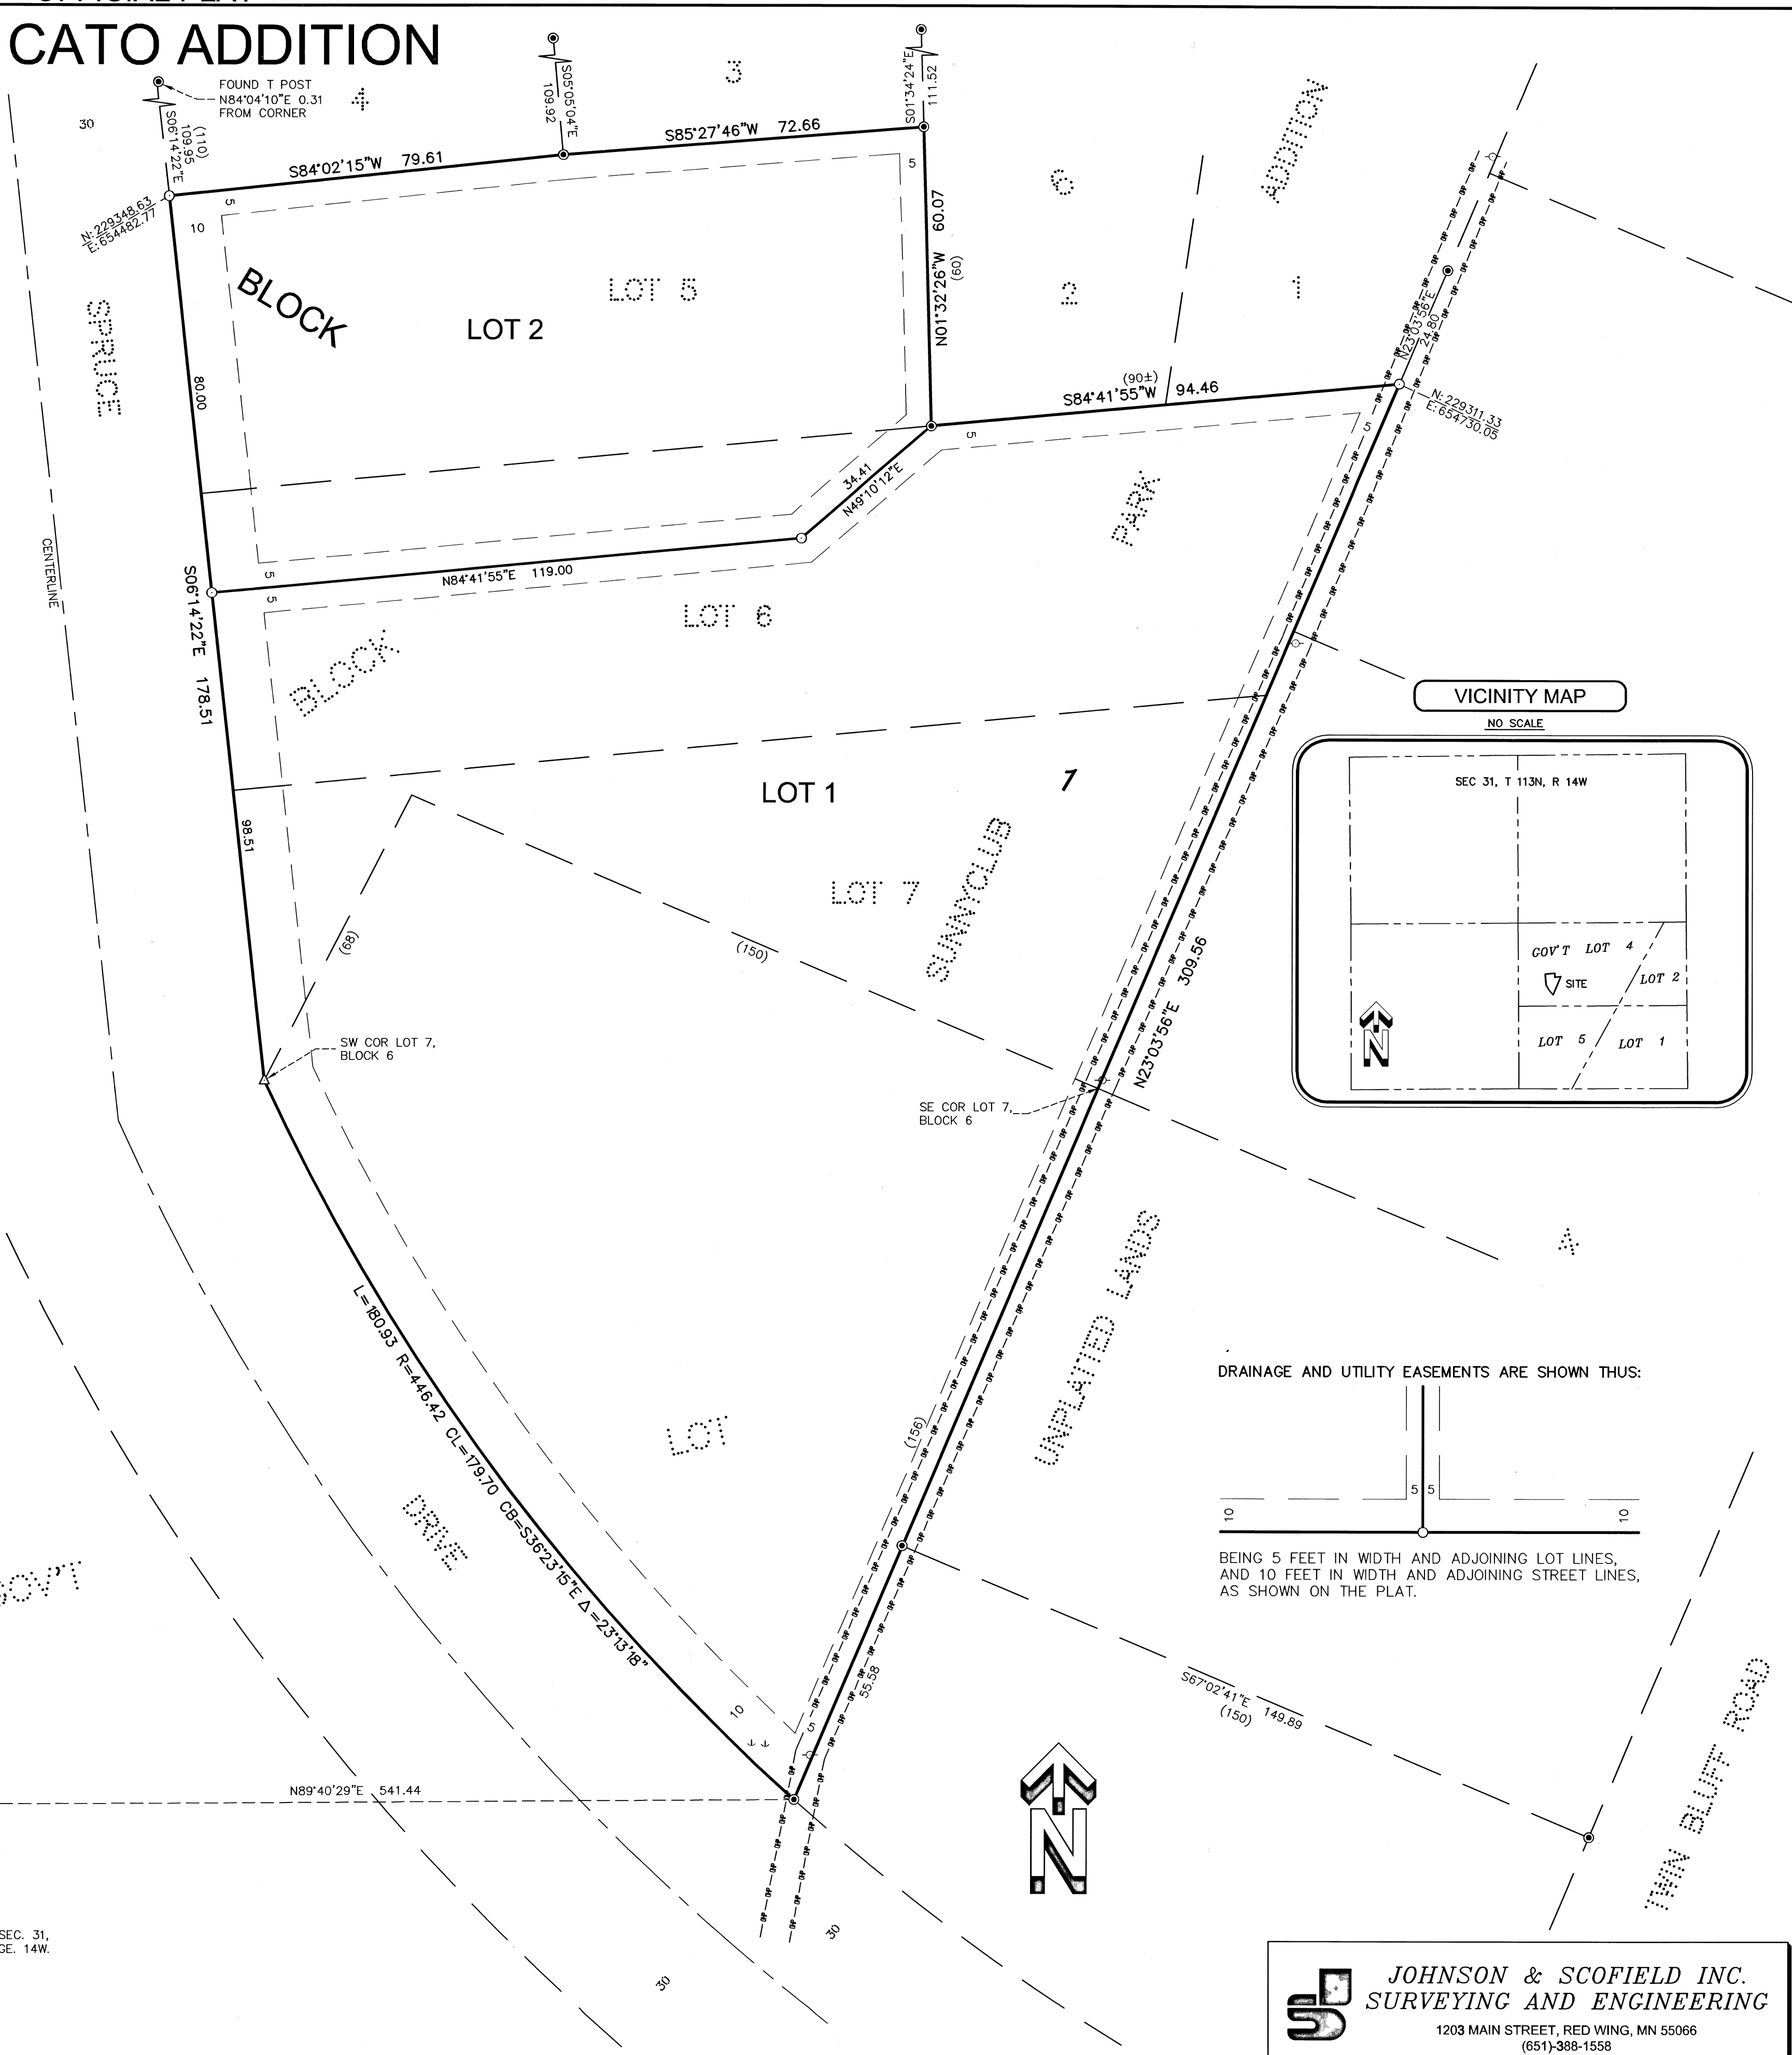 CATO ADDITION
FOUND T POST
N84°04'10"E 0.31
FROM CORNER
30
4
3
S06°14'22"E
109.95
(110)
S05°05'04"E
109.92
S01°34'24"E
111.52
S84°02'15"W 79.61
S85°27'46"W 72.66
N: 229348.63
E: 654482.77
5
10
5
N01°32'26"W 60.07
(60)
6
ADDITION
2
1
BLOCK
LOT 5
LOT 2
SPRUCE
80.00
(90±)
S84°41'55"W 94.46
N23°03'56"E
24.80
N: 229311.33
E: 654730.05
5
5
34.41
N49°10'12"E
PARK
CENTERLINE
5
5
N84°41'55"E 119.00
S06°14'22"E 178.51
LOT 6
BLOCK
VICINITY MAP
NO SCALE
SEC 31, T 113N, R 14W
GOV'T LOT 4
SITE
LOT 2
LOT 5
LOT 1
N
LOT 1
1
98.51
LOT 7
SUNNYCLUB
(68)
(150)
N23°03'56"E 309.56
SW COR LOT 7,
BLOCK 6
SE COR LOT 7,
BLOCK 6
UNPLATTED LANDS
4
L=180.93 R=446.42 CL=179.70 CB=S36°23'15"E Δ=23°13'18"
LOT
(156)
DRIVE
GOV'T
DRAINAGE AND UTILITY EASEMENTS ARE SHOWN THUS:
5 5
10
10
BEING 5 FEET IN WIDTH AND ADJOINING LOT LINES,
AND 10 FEET IN WIDTH AND ADJOINING STREET LINES,
AS SHOWN ON THE PLAT.
55.58
S67°02'41"E 149.89
(150)
TWIN BLUFF ROAD
10
5
N89°40'29"E 541.44
N
30
30
SEC. 31,
GE. 14W.
JOHNSON & SCOFIELD INC.
SURVEYING AND ENGINEERING
1203 MAIN STREET, RED WING, MN 55066
(651)-388-1558